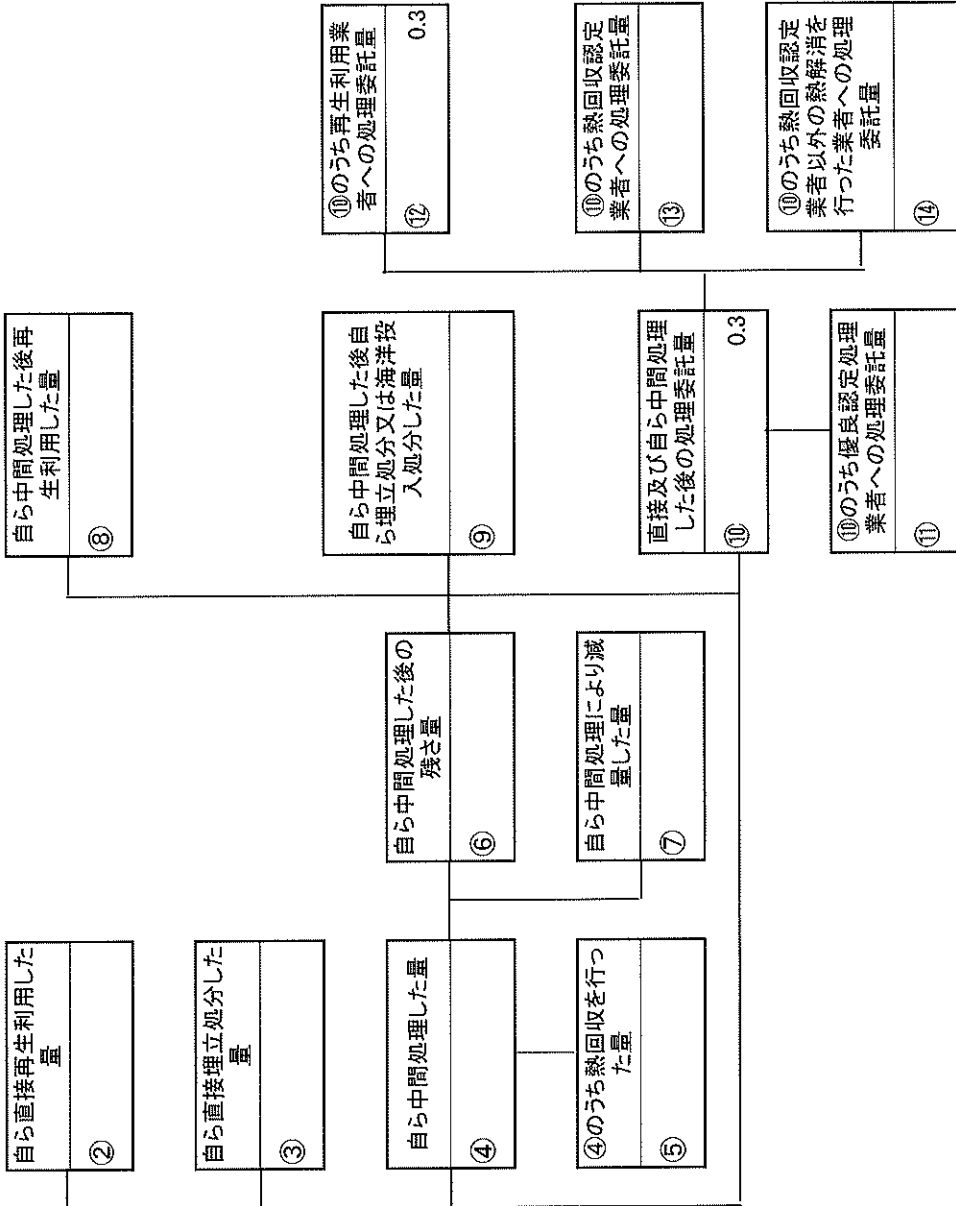 自ら直接再生利用した
量
②
自ら直接埋立処分した
量
③
自ら中間処理した量
④
④のうち熱回収を行っ
た量
⑤
自ら中間処理した後の
残さ量
⑥
自ら中間処理により減
量した量
⑦
自ら中間処理した後再
生利用した量
⑧
自ら中間処理した後自
ら埋立処分又は海洋投
入処分した量
⑨
直接及び自ら中間処理
した後の処理委託量
⑩ 0.3
⑩のうち優良認定処理
業者への処理委託量
⑪
⑩のうち再生利用業
者への処理委託量
⑫ 0.3
⑩のうち熱回収認定
業者への処理委託量
⑬
⑩のうち熱回収認定
業者以外の熱解消を
行った業者への処理
委託量
⑭